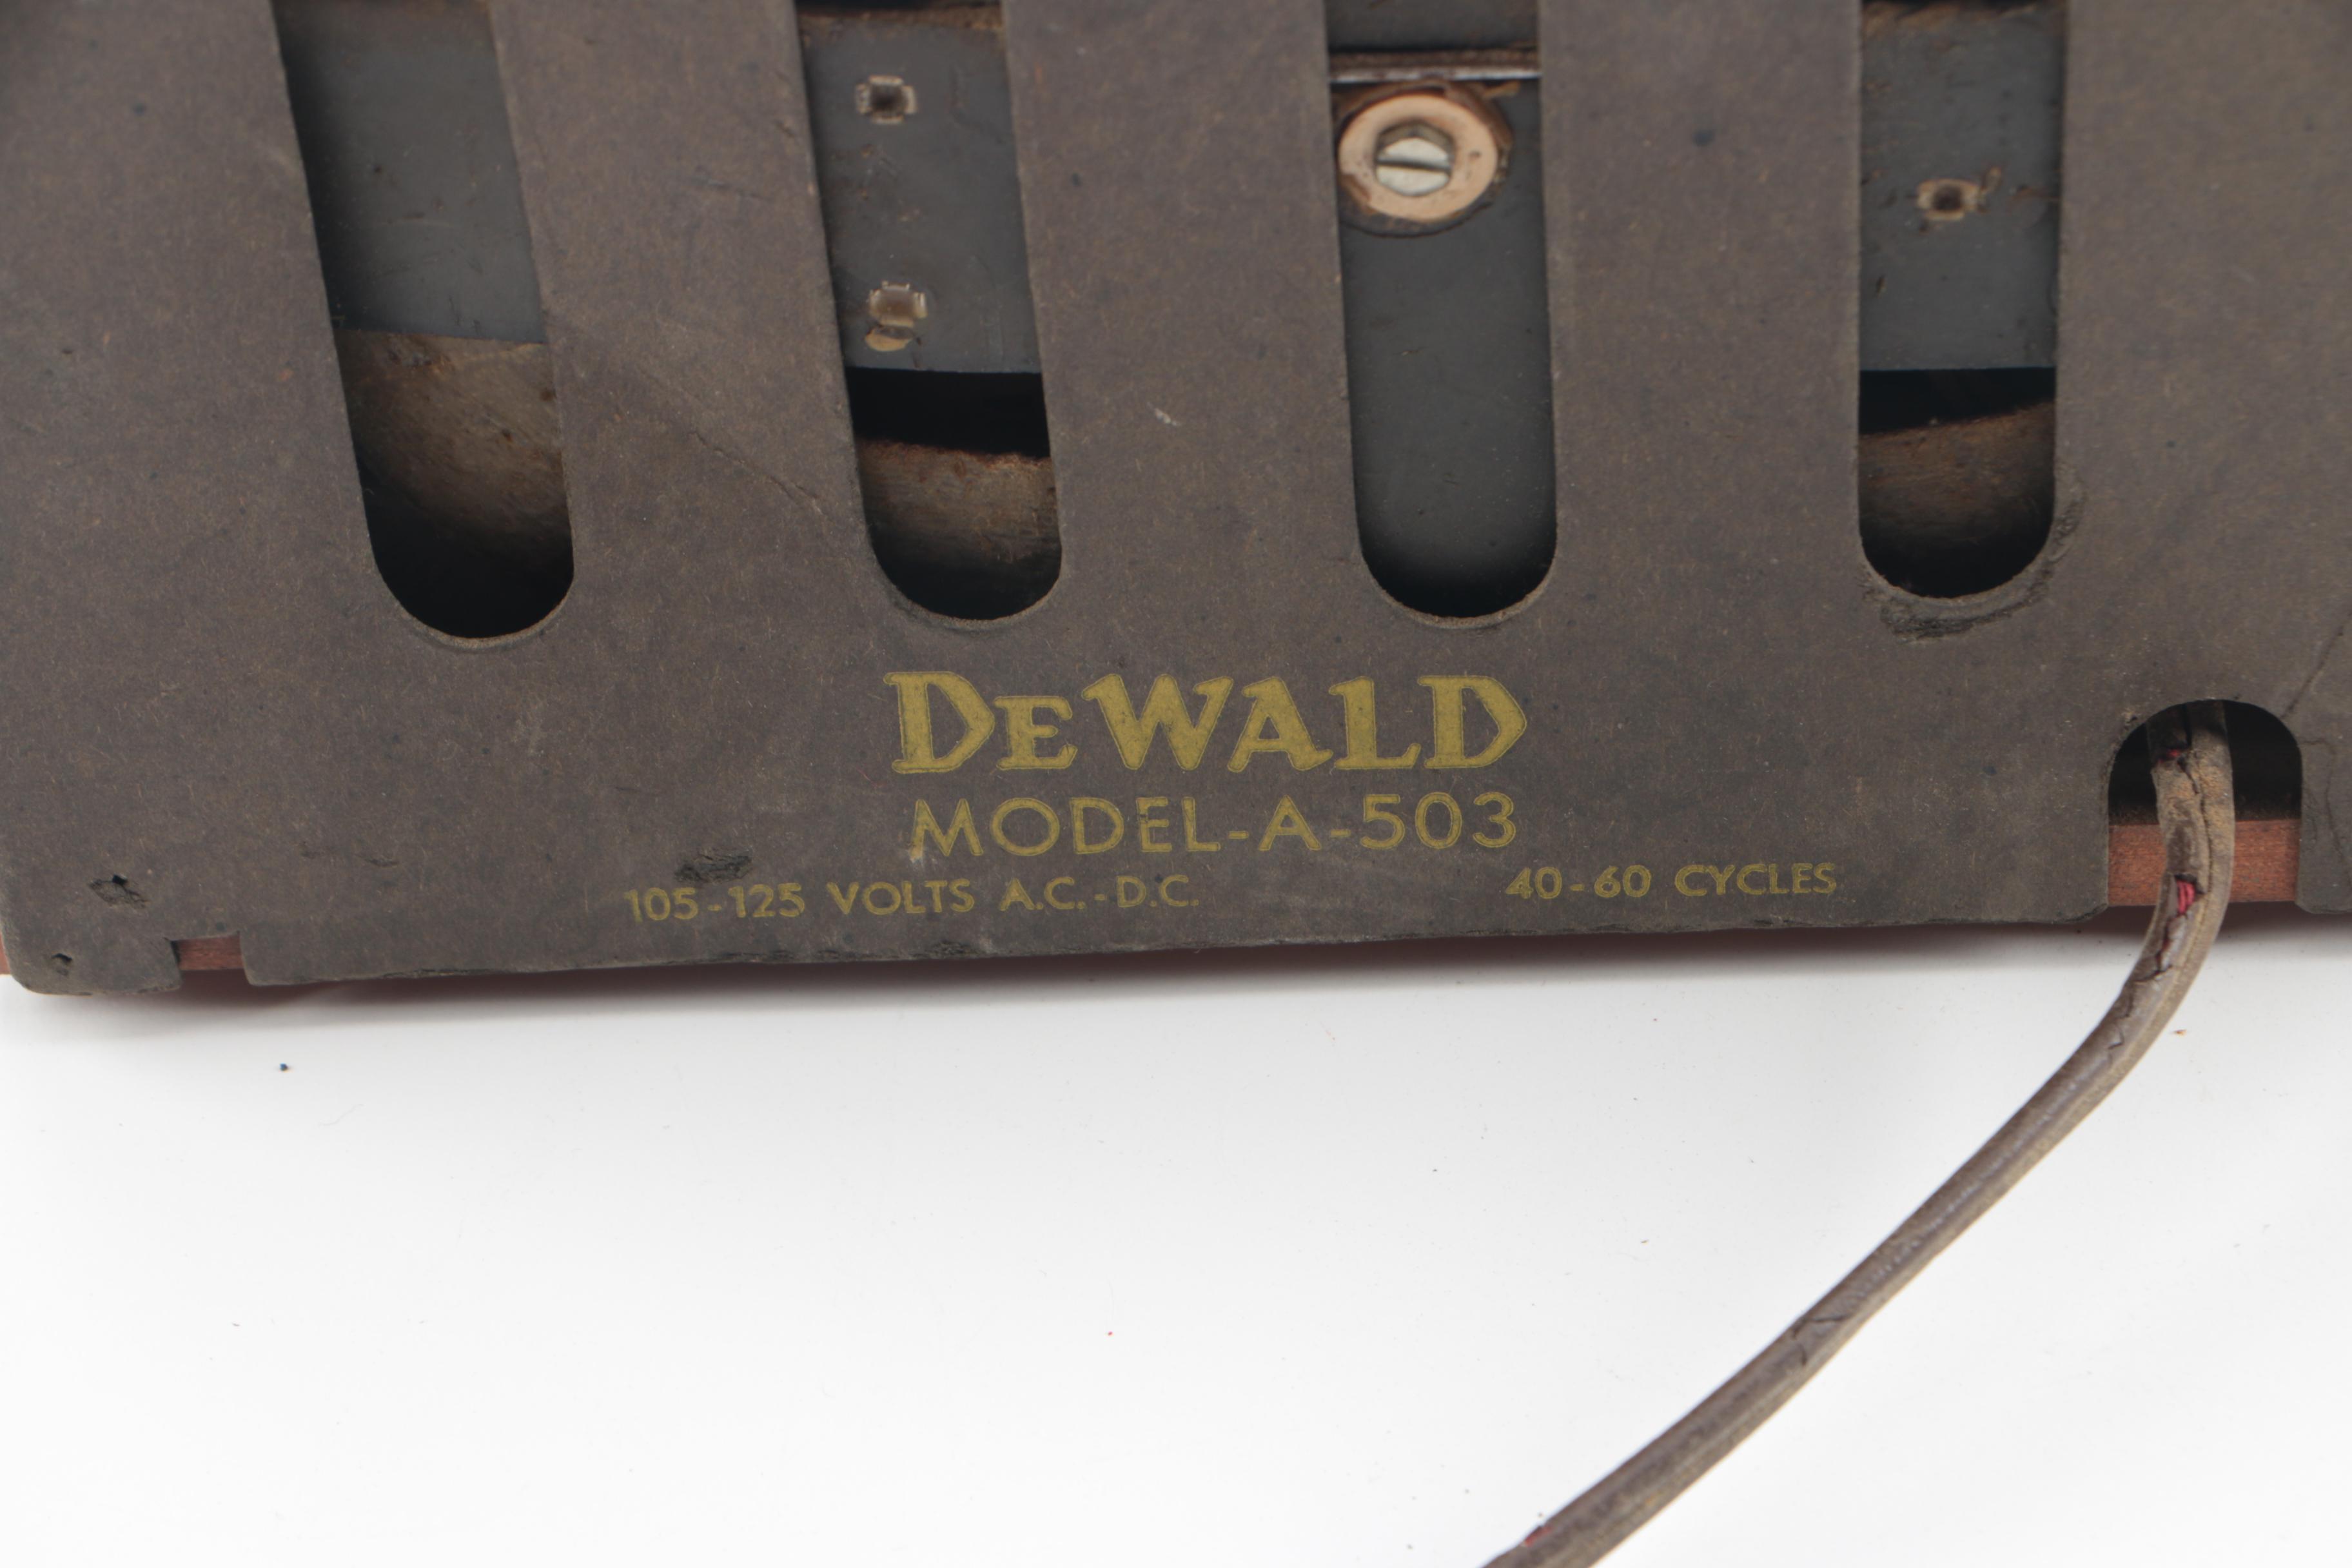 DEWALD
MODEL-A-503
105-125 VOLTS A.C.-D.C. 40-60 CYCLES